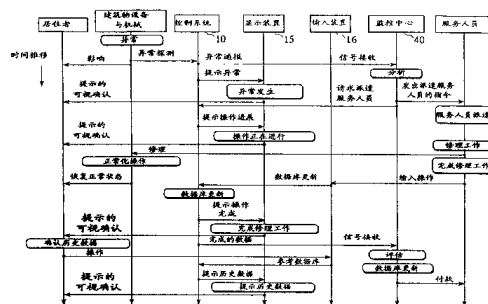 居住者
建筑物设备
与机械
控制系统
10
显示装置
15
输入装置
16
监控中心
40
服务人员
时间推移
异常
影响
异常探测
异常通报
信号接收
提示异常
分析
提示的
可视确认
异常发生
请求派遣
服务人员
发出派遣服务
人员的指令
服务人员派遣
提示操作进展
提示的
可视确认
操作正在进行
修理工作
修理
正常化操作
完成修理工作
恢复正常状态
数据库更新
输入操作
数据库更新
提示操作
完成
提示的
可视确认
完成修理工作
完成的数据
信号接收
确认历史数据
操作
评估
参考数据库
数据库更新
提示历史数据
付款
提示的
可视确认
提示历史数据